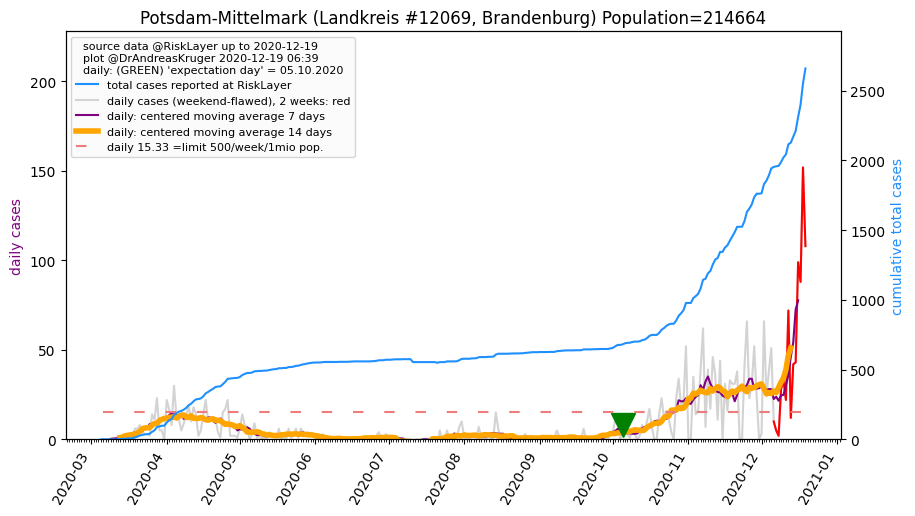 Potsdam-Mittelmark (Landkreis #12069, Brandenburg) Population=214664
source data @RiskLayer up to 2020-12-19
plot @DrAndreasKruger 2020-12-19 06:39
daily: (GREEN) 'expectation day' = 05.10.2020
total cases reported at RiskLayer
daily cases (weekend-flawed), 2 weeks: red
daily: centered moving average 7 days
daily: centered moving average 14 days
daily 15.33 =limit 500/week/1mio pop.
daily cases
200
150
100
50
0
cumulative total cases
2500
2000
1500
1000
500
0
2020-03
2020-04
2020-05
2020-06
2020-07
2020-08
2020-09
2020-10
2020-11
2020-12
2021-01